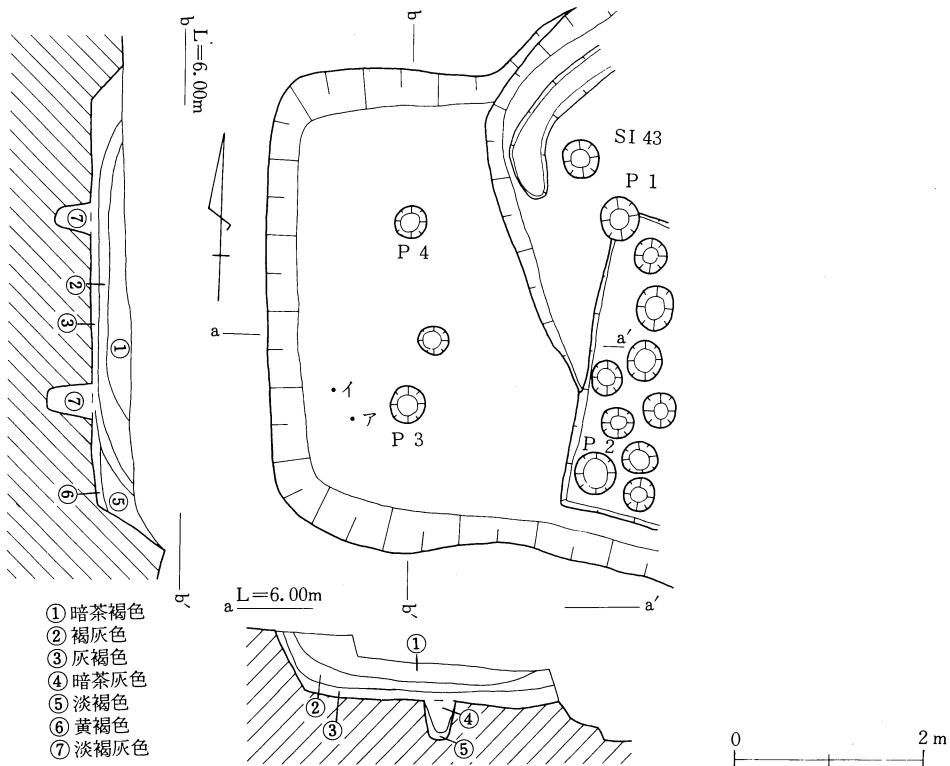 b
b
L=6.00m
SI 43
P 1
P 4
⑦
②
③
①
a
a'
イ
ア
P 3
P 2
⑦
⑥
⑤
b'
b'
a
L=6.00m
a'
①暗茶褐色
②褐灰色
③灰褐色
④暗茶灰色
⑤淡褐色
⑥黄褐色
⑦淡褐灰色
①
②
③
④
⑤
0
2 m